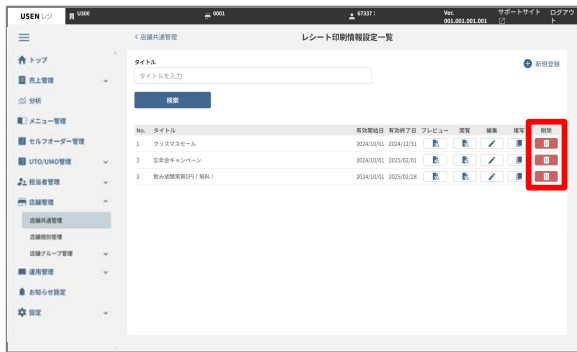 USEN レジ
U300
0001
67337 :
Ver.
001.001.001.001
サポートサイト
ログアウト
トップ
売上管理
分析
メニュー管理
セルフオーダー管理
UTO/UMO管理
担当者管理
店舗管理
店舗共通管理
店舗個別管理
店舗グループ管理
運用管理
お知らせ設定
設定
< 店舗共通管理
レシート印刷情報設定一覧
タイトル
タイトルを入力
新規登録
検索
No. タイトル 有効開始日 有効終了日 プレビュー 閲覧 編集 複写 削除
1 クリスマスセール 2024/10/01 2024/12/31
2 忘年会キャンペーン 2024/10/01 2025/02/01
3 飲み放題実質0円!無料! 2024/10/01 2025/02/28